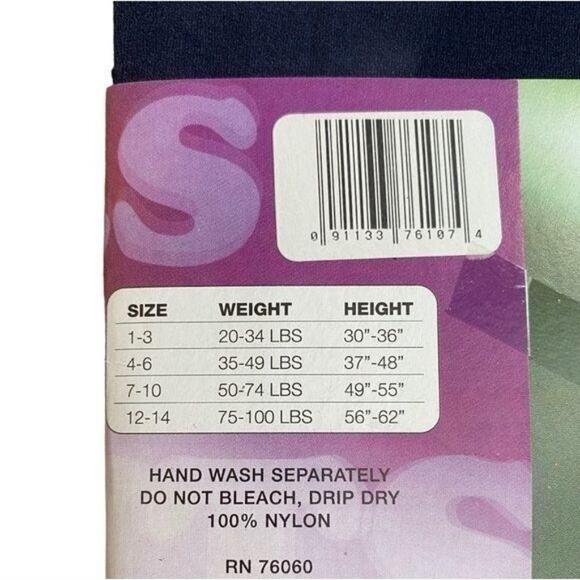 S
0 91133 76107 4
SIZE WEIGHT HEIGHT
1-3 20-34 LBS 30"-36"
4-6 35-49 LBS 37"-48"
7-10 50-74 LBS 49"-55"
12-14 75-100 LBS 56"-62"
HAND WASH SEPARATELY
DO NOT BLEACH, DRIP DRY
100% NYLON
RN 76060